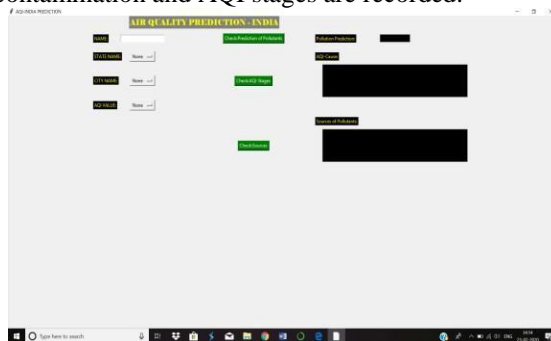 contamination and AQI stages are recorded.
AQI-INDIA PREDICTION
AIR QUALITY PREDICTION - INDIA
NAME
Check Prediction of Pollutants
Pollution Prediction
STATE NAME
None
AQI Cause
CITY NAME
None
Check AQI Stages
AQI VALUE
None
Sources of Pollutants
Check Sources
Type here to search
ENG